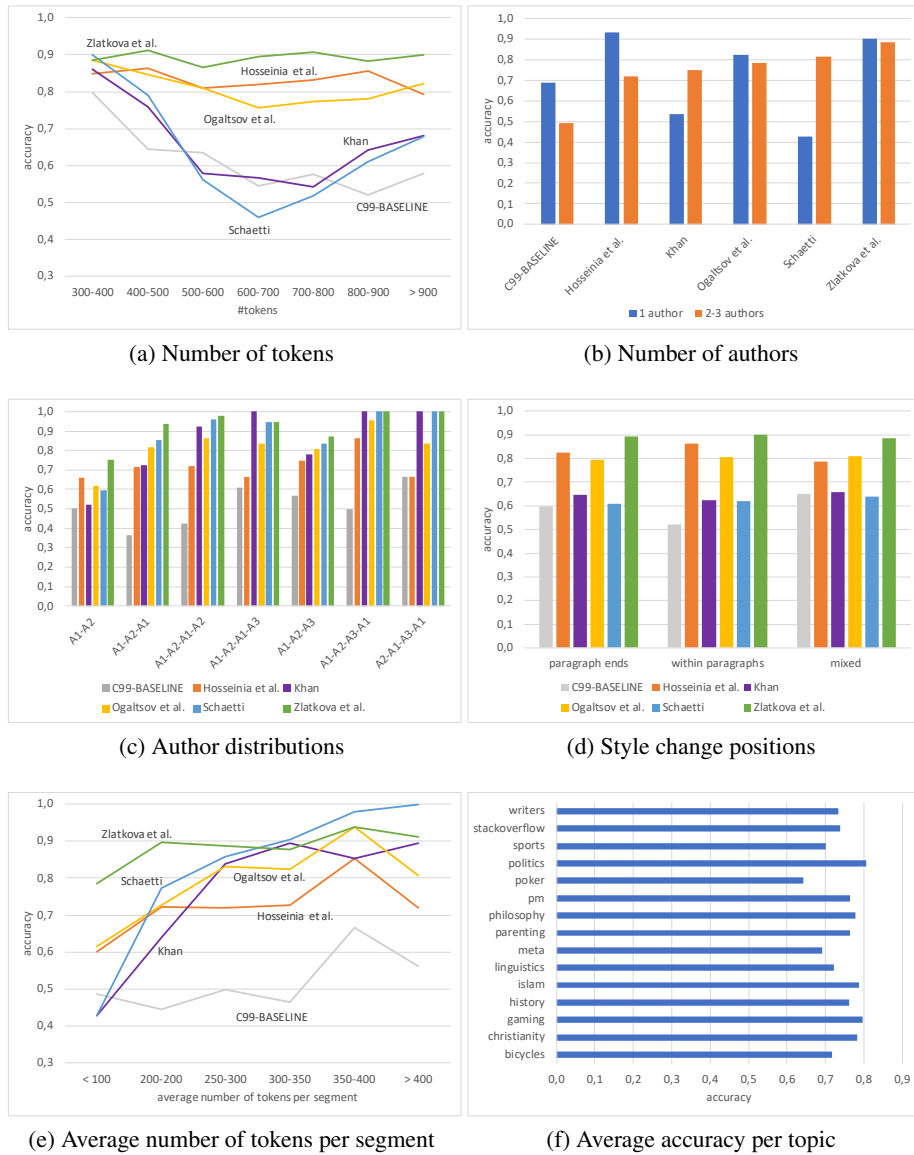 1,0
0,9
0,8
0,7
0,6
0,5
0,4
0,3
accuracy
Zlatkova et al.
Hosseinia et al.
Ogaltsov et al.
Khan
C99-BASELINE
Schaetti
300-400 400-500 500-600 600-700 700-800 800-900 > 900
#tokens
(a) Number of tokens
1,0
0,9
0,8
0,7
0,6
0,5
0,4
0,3
0,2
0,1
0,0
accuracy
C99-BASELINE
Hosseinia et al.
Khan
Ogaltsov et al.
Schaetti
Zlatkova et al.
1 author 2-3 authors
(b) Number of authors
1,0
0,9
0,8
0,7
0,6
0,5
0,4
0,3
0,2
0,1
0,0
accuracy
A1-A2
A1-A2-A1
A1-A2-A1-A2
A1-A2-A1-A3
A1-A2-A3
A1-A2-A3-A1
A2-A1-A3-A1
C99-BASELINE Hosseinia et al. Khan
Ogaltsov et al. Schaetti Zlatkova et al.
(c) Author distributions
1,0
0,9
0,8
0,7
0,6
0,5
0,4
0,3
0,2
0,1
0,0
accuracy
paragraph ends within paragraphs mixed
C99-BASELINE Hosseinia et al. Khan
Ogaltsov et al. Schaetti Zlatkova et al.
(d) Style change positions
1,0
0,9
0,8
0,7
0,6
0,5
0,4
0,3
accuracy
Zlatkova et al.
Schaetti
Ogaltsov et al.
Hosseinia et al.
Khan
C99-BASELINE
< 100 200-200 250-300 300-350 350-400 > 400
average number of tokens per segment
(e) Average number of tokens per segment
writers
stackoverflow
sports
politics
poker
pm
philosophy
parenting
meta
linguistics
islam
history
gaming
christianity
bicycles
0,0 0,1 0,2 0,3 0,4 0,5 0,6 0,7 0,8 0,9
accuracy
(f) Average accuracy per topic